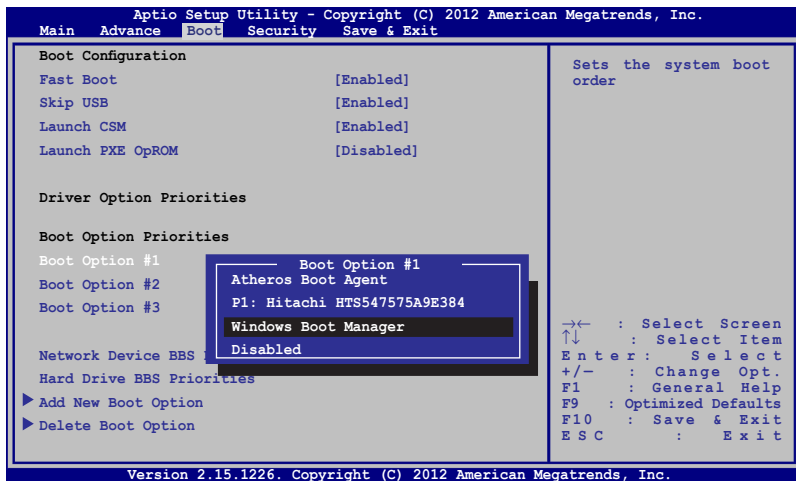 Aptio Setup Utility - Copyright (C) 2012 American Megatrends, Inc.
Main Advance Boot Security Save & Exit
Boot Configuration
Fast Boot [Enabled]
Skip USB [Enabled]
Launch CSM [Enabled]
Launch PXE OpROM [Disabled]
Driver Option Priorities
Boot Option Priorities
Boot Option #1
Boot Option #2
Boot Option #3
Network Device BBS
Hard Drive BBS Priorities
Add New Boot Option
Delete Boot Option
Boot Option #1
Atheros Boot Agent
P1: Hitachi HTS547575A9E384
Windows Boot Manager
Disabled
Sets the system boot
order
→← : Select Screen
↑↓ : Select Item
Enter: Select
+/— : Change Opt.
F1 : General Help
F9 : Optimized Defaults
F10 : Save & Exit
ESC : Exit
Version 2.15.1226. Copyright (C) 2012 American Megatrends, Inc.